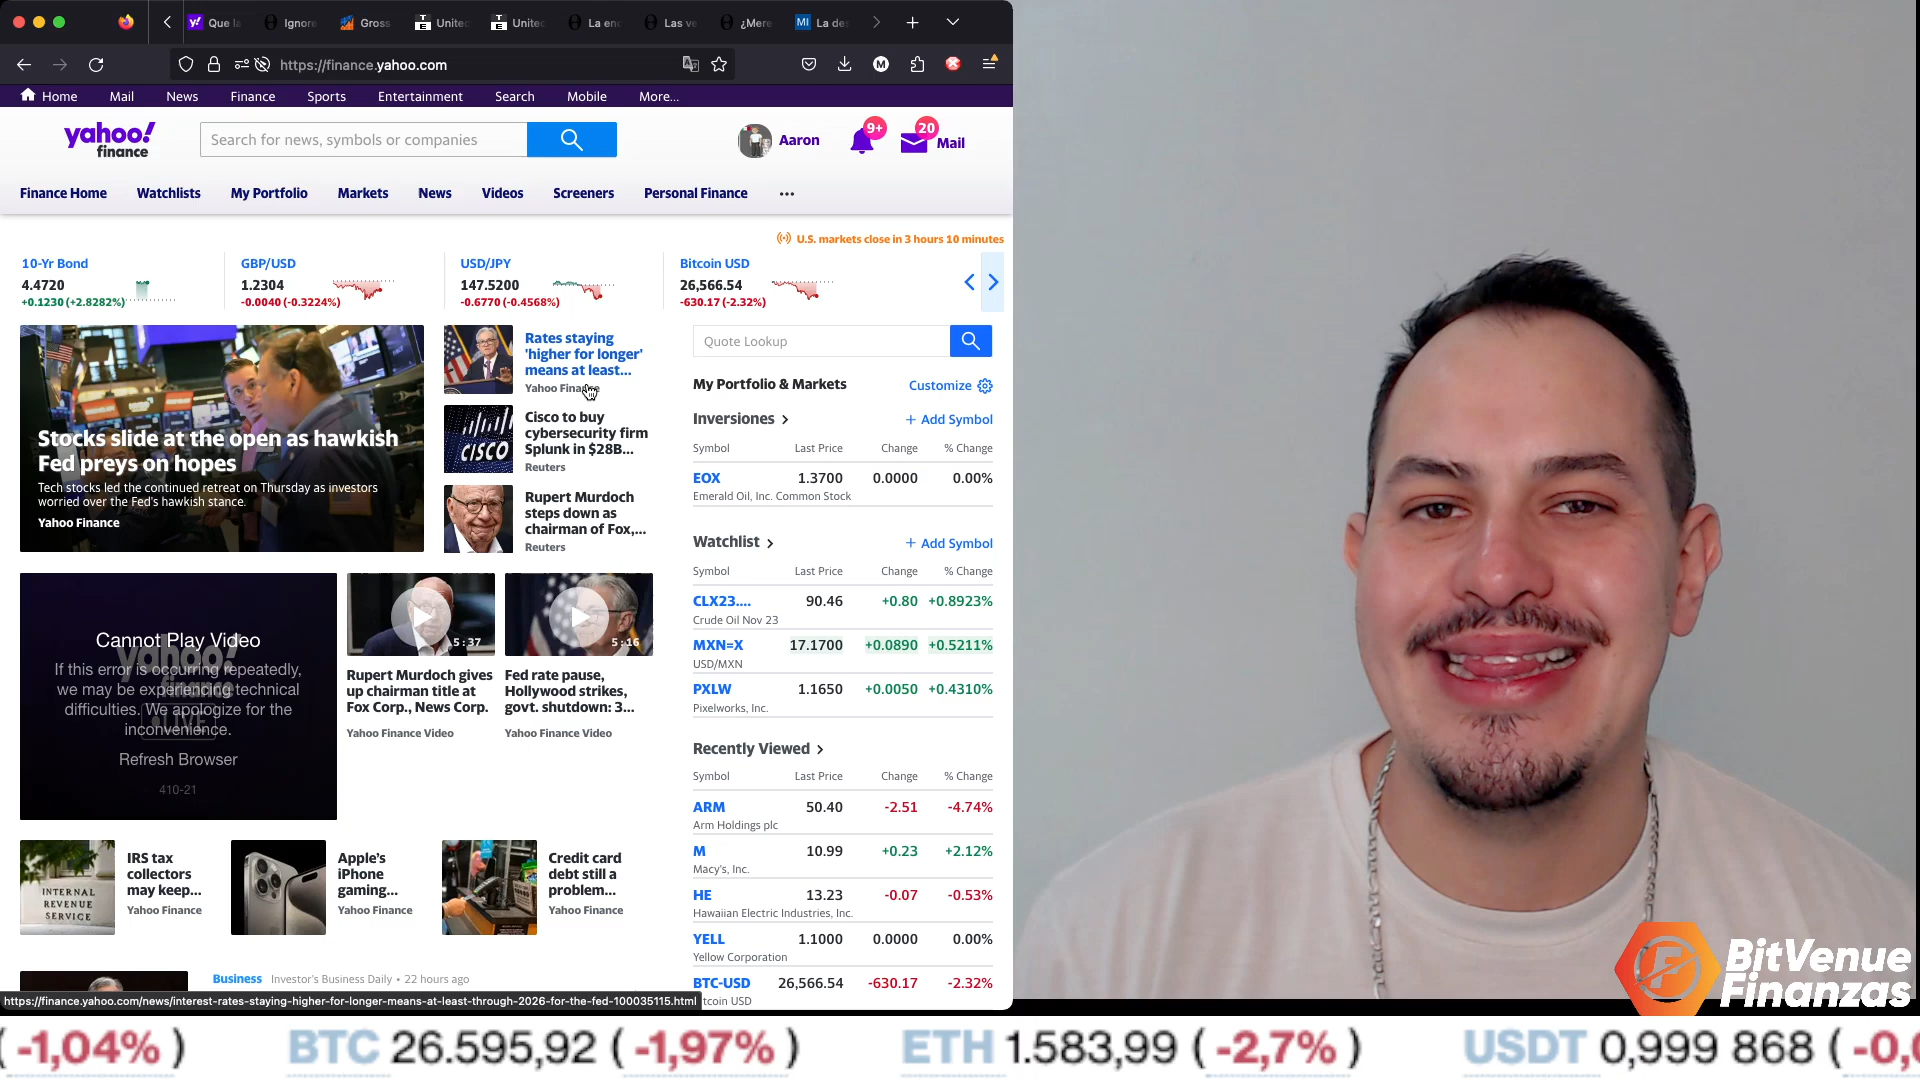 Que la
Ignore
Gross
Unite
Unite
La en
Las ve
¿Mere
MI La de
https://finance.yahoo.com
Home Mail News Finance Sports Entertainment Search Mobile More...
yahoo!
finance
Search for news, symbols or companies
Aaron
9+
20
Mail
Finance Home Watchlists My Portfolio Markets News Videos Screeners Personal Finance
U.S. markets close in 3 hours 10 minutes
10-Yr Bond
4.4720
+0.1230 (+2.8282%)
GBP/USD
1.2304
-0.0040 (-0.3224%)
USD/JPY
147.5200
-0.6770 (-0.4568%)
Bitcoin USD
26,566.54
-630.17 (-2.32%)
Stocks slide at the open as hawkish
Fed preys on hopes
Tech stocks led the continued retreat on Thursday as investors
worried over the Fed's hawkish stance.
Yahoo Finance
Rates staying
'higher for longer'
means at least...
Yahoo Finance
CISCO
Cisco to buy
cybersecurity firm
Splunk in $28B...
Reuters
Rupert Murdoch
steps down as
chairman of Fox,...
Reuters
Cannot Play Video
If this error is occurring repeatedly,
we may be experiencing technical
difficulties. We apologize for the
inconvenience.
Refresh Browser
410-21
yahoo!
finance
LIVE
5:37
Rupert Murdoch gives
up chairman title at
Fox Corp., News Corp.
Yahoo Finance Video
5:16
Fed rate pause,
Hollywood strikes,
govt. shutdown: 3...
Yahoo Finance Video
INTERNAL
REVENUE
SERVICE
IRS tax
collectors
may keep...
Yahoo Finance
Apple's
iPhone
gaming...
Yahoo Finance
Credit card
debt still a
problem...
Yahoo Finance
Business Investor's Business Daily • 22 hours ago
Quote Lookup
My Portfolio & Markets Customize
Inversiones + Add Symbol
Symbol Last Price Change % Change
EOX 1.3700 0.0000 0.00%
Emerald Oil, Inc. Common Stock
Watchlist + Add Symbol
Symbol Last Price Change % Change
CLX23.... 90.46 +0.80 +0.8923%
Crude Oil Nov 23
MXN=X 17.1700 +0.0890 +0.5211%
USD/MXN
PXLW 1.1650 +0.0050 +0.4310%
Pixelworks, Inc.
Recently Viewed
Symbol Last Price Change % Change
ARM 50.40 -2.51 -4.74%
Arm Holdings plc
M 10.99 +0.23 +2.12%
Macy's, Inc.
HE 13.23 -0.07 -0.53%
Hawaiian Electric Industries, Inc.
YELL 1.1000 0.0000 0.00%
Yellow Corporation
BTC-USD 26,566.54 -630.17 -2.32%
tcoin USD
https://finance.yahoo.com/news/interest-rates-staying-higher-for-longer-means-at-least-through-2026-for-the-fed-100035115.html
BitVenue
Finanzas
( -1,04% ) BTC 26.595,92 ( -1,97% ) ETH 1.583,99 ( -2,7% ) USDT 0,999 868 ( -0,0